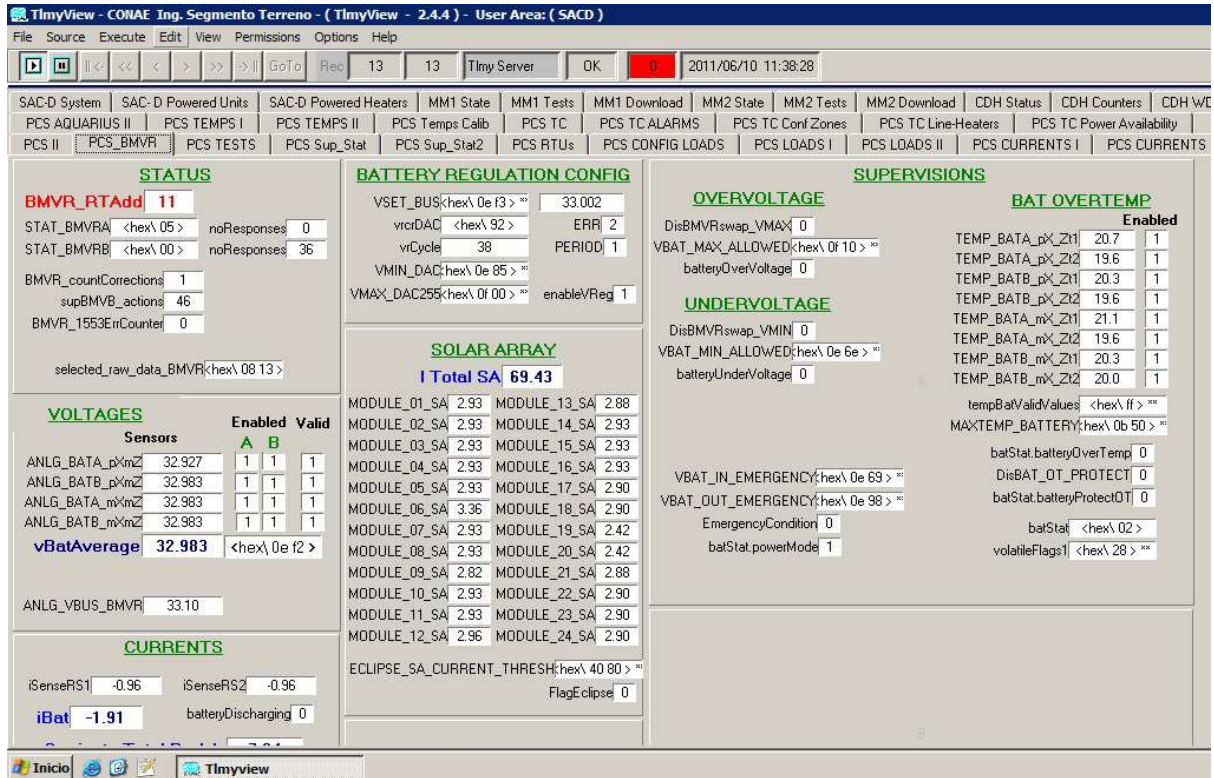 TlmyView - CONAE Ing. Segmento Terreno - ( TlmyView - 2.4.4 ) - User Area: ( SACD )
File Source Execute Edit View Permissions Options Help
GoTo Rec 13 13 Tlmy Server OK 0 2011/06/10 11:38:28
SAC-D System SAC- D Powered Units SAC-D Powered Heaters MM1 State MM1 Tests MM1 Download MM2 State MM2 Tests MM2 Download CDH Status CDH Counters CDH WD
PCS AQUARIUS II PCS TEMPS I PCS TEMPS II PCS Temps Calib PCS TC PCS TC ALARMS PCS TC Conf Zones PCS TC Line-Heaters PCS TC Power Availability
PCS II PCS_BMVR PCS TESTS PCS Sup_Stat PCS Sup_Stat2 PCS RTUs PCS CONFIG LOADS PCS LOADS I PCS LOADS II PCS CURRENTS I PCS CURRENTS
STATUS
BMVR_RTAdd 11
STAT_BMVRA <hex\ 05 > noResponses 0
STAT_BMVRB <hex\ 00 > noResponses 36
BMVR_countCorrections 1
supBMVB_actions 46
BMVR_1553ErrCounter 0
selected_raw_data_BMVR <hex\ 08 13 >
VOLTAGES
Enabled Valid
Sensors A B
ANLG_BATA_pXmZ 32.927 1 1 1
ANLG_BATB_pXmZ 32.983 1 1 1
ANLG_BATA_mXmZ 32.983 1 1 1
ANLG_BATB_mXmZ 32.983 1 1 1
vBatAverage 32.983 <hex\ 0e f2 >
ANLG_VBUS_BMVR 33.10
CURRENTS
iSenseRS1 -0.96 iSenseRS2 -0.96
iBat -1.91 batteryDischarging 0
BATTERY REGULATION CONFIG
VSET_BUS <hex\ 0e f3 > ** 33.002
vrcrDAC <hex\ 92 > ERR 2
vrCycle 38 PERIOD 1
VMIN_DAC <hex\ 0e 85 > **
VMAX_DAC255 <hex\ 0f 00 > ** enableVReg 1
SOLAR ARRAY
I Total SA 69.43
MODULE_01_SA 2.93 MODULE_13_SA 2.88
MODULE_02_SA 2.93 MODULE_14_SA 2.93
MODULE_03_SA 2.93 MODULE_15_SA 2.93
MODULE_04_SA 2.93 MODULE_16_SA 2.93
MODULE_05_SA 2.93 MODULE_17_SA 2.90
MODULE_06_SA 3.36 MODULE_18_SA 2.90
MODULE_07_SA 2.93 MODULE_19_SA 2.42
MODULE_08_SA 2.93 MODULE_20_SA 2.42
MODULE_09_SA 2.82 MODULE_21_SA 2.88
MODULE_10_SA 2.93 MODULE_22_SA 2.90
MODULE_11_SA 2.93 MODULE_23_SA 2.90
MODULE_12_SA 2.96 MODULE_24_SA 2.90
ECLIPSE_SA_CURRENT_THRESH <hex\ 40 80 > **
FlagEclipse 0
SUPERVISIONS
OVERVOLTAGE
DisBMVRswap_VMAX 0
VBAT_MAX_ALLOWED <hex\ 0f 10 > **
batteryOverVoltage 0
UNDERVOLTAGE
DisBMVRswap_VMIN 0
VBAT_MIN_ALLOWED <hex\ 0e 6e > **
batteryUnderVoltage 0
VBAT_IN_EMERGENCY <hex\ 0e 69 > **
VBAT_OUT_EMERGENCY <hex\ 0e 98 > **
EmergencyCondition 0
batStat.powerMode 1
BAT OVERTEMP
Enabled
TEMP_BATA_pX_Zt1 20.7 1
TEMP_BATA_pX_Zt2 19.6 1
TEMP_BATB_pX_Zt1 20.3 1
TEMP_BATB_pX_Zt2 19.6 1
TEMP_BATA_mX_Zt1 21.1 1
TEMP_BATA_mX_Zt2 19.6 1
TEMP_BATB_mX_Zt1 20.3 1
TEMP_BATB_mX_Zt2 20.0 1
tempBatValidValues <hex\ ff > **
MAXTEMP_BATTERY <hex\ 0b 50 > **
batStat.batteryOverTemp 0
DisBAT_OT_PROTECT 0
batStat.batteryProtectOT 0
batStat <hex\ 02 >
volatileFlags1 <hex\ 28 > **
Inicio Tlmyview